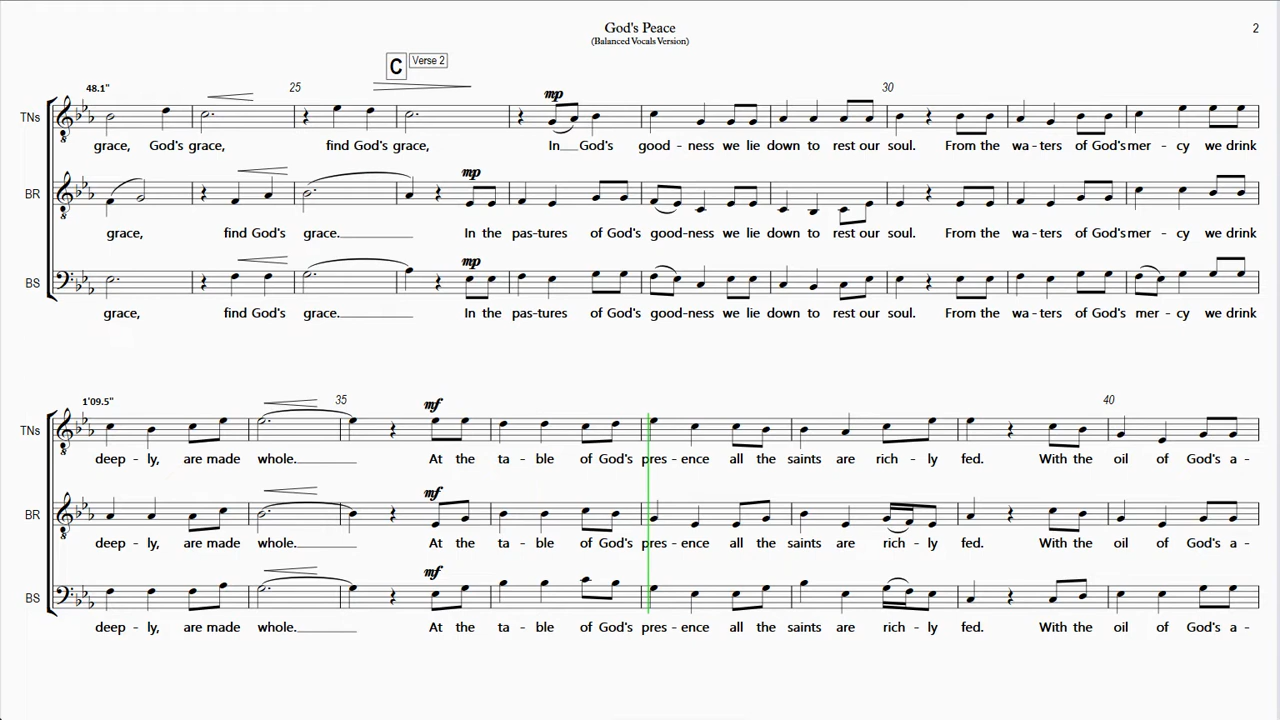 God's Peace
2
(Balanced Vocals Version)
C Verse 2
48.1" 25 30
mp
TNs
grace, God's grace, find God's grace, In__ God's good - ness we lie down to rest our soul. From the wa - ters of God's mer - cy we drink
mp
BR
grace, find God's grace.________ In the pas-tures of God's good-ness we lie down to rest our soul. From the wa - ters of God's mer - cy we drink
mp
BS
grace, find God's grace.________ In the pas-tures of God's good-ness we lie down to rest our soul. From the wa - ters of God's mer - cy we drink
1'09.5" 35 40
mf
TNs
deep - ly, are made whole.________ At the ta - ble of God's pres - ence all the saints are rich - ly fed. With the oil of God's a -
mf
BR
deep - ly, are made whole.________ At the ta - ble of God's pres - ence all the saints are rich - ly fed. With the oil of God's a -
mf
BS
deep - ly, are made whole.________ At the ta - ble of God's pres - ence all the saints are rich - ly fed. With the oil of God's a -